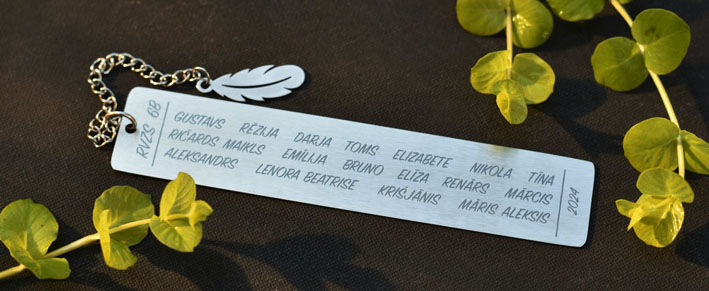 RVZS 6B
GUSTAVS RĒZIJA DARJA TOMS ELIZABETE NIKOLA TĪNA
RIČARDS MAIKLS EMĪLIJA BRUNO ELĪZA RENĀRS MĀRCIS
ALEKSANDRS LENORA BEATRISE KRIŠJĀNIS MĀRIS ALEKSIS
2024